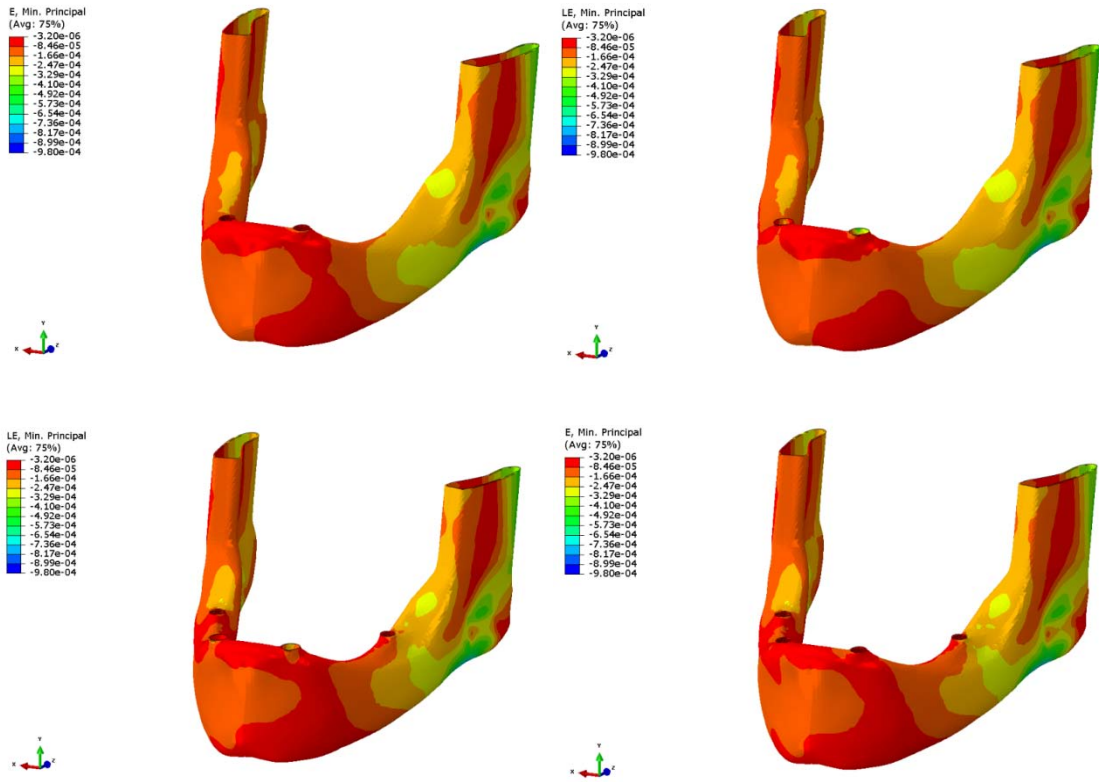 E, Min. Principal
(Avg: 75%)
-3.20e-06
-8.46e-05
-1.66e-04
-2.47e-04
-3.29e-04
-4.10e-04
-4.92e-04
-5.73e-04
-6.54e-04
-7.36e-04
-8.17e-04
-8.99e-04
-9.80e-04
Y
X
Z
LE, Min. Principal
(Avg: 75%)
-3.20e-06
-8.46e-05
-1.66e-04
-2.47e-04
-3.29e-04
-4.10e-04
-4.92e-04
-5.73e-04
-6.54e-04
-7.36e-04
-8.17e-04
-8.99e-04
-9.80e-04
Y
X
Z
LE, Min. Principal
(Avg: 75%)
-3.20e-06
-8.46e-05
-1.66e-04
-2.47e-04
-3.29e-04
-4.10e-04
-4.92e-04
-5.73e-04
-6.54e-04
-7.36e-04
-8.17e-04
-8.99e-04
-9.80e-04
Y
X
Z
E, Min. Principal
(Avg: 75%)
-3.20e-06
-8.46e-05
-1.66e-04
-2.47e-04
-3.29e-04
-4.10e-04
-4.92e-04
-5.73e-04
-6.54e-04
-7.36e-04
-8.17e-04
-8.99e-04
-9.80e-04
Y
X
Z